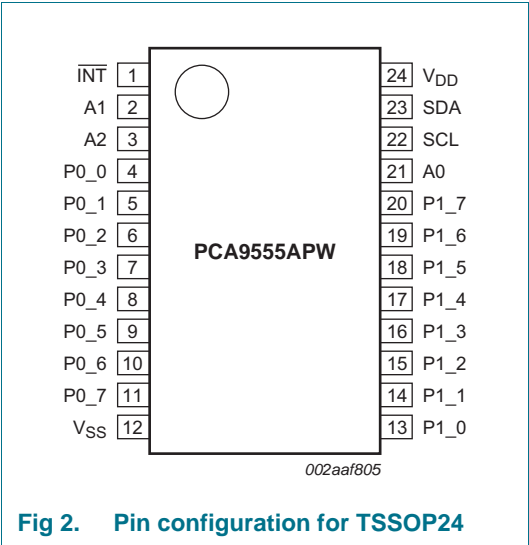 I̅N̅T̅ 1 24 VDD
A1 2 23 SDA
A2 3 22 SCL
P0_0 4 21 A0
P0_1 5 20 P1_7
P0_2 6 19 P1_6
PCA9555APW
P0_3 7 18 P1_5
P0_4 8 17 P1_4
P0_5 9 16 P1_3
P0_6 10 15 P1_2
P0_7 11 14 P1_1
VSS 12 13 P1_0
002aaf805
Fig 2. Pin configuration for TSSOP24